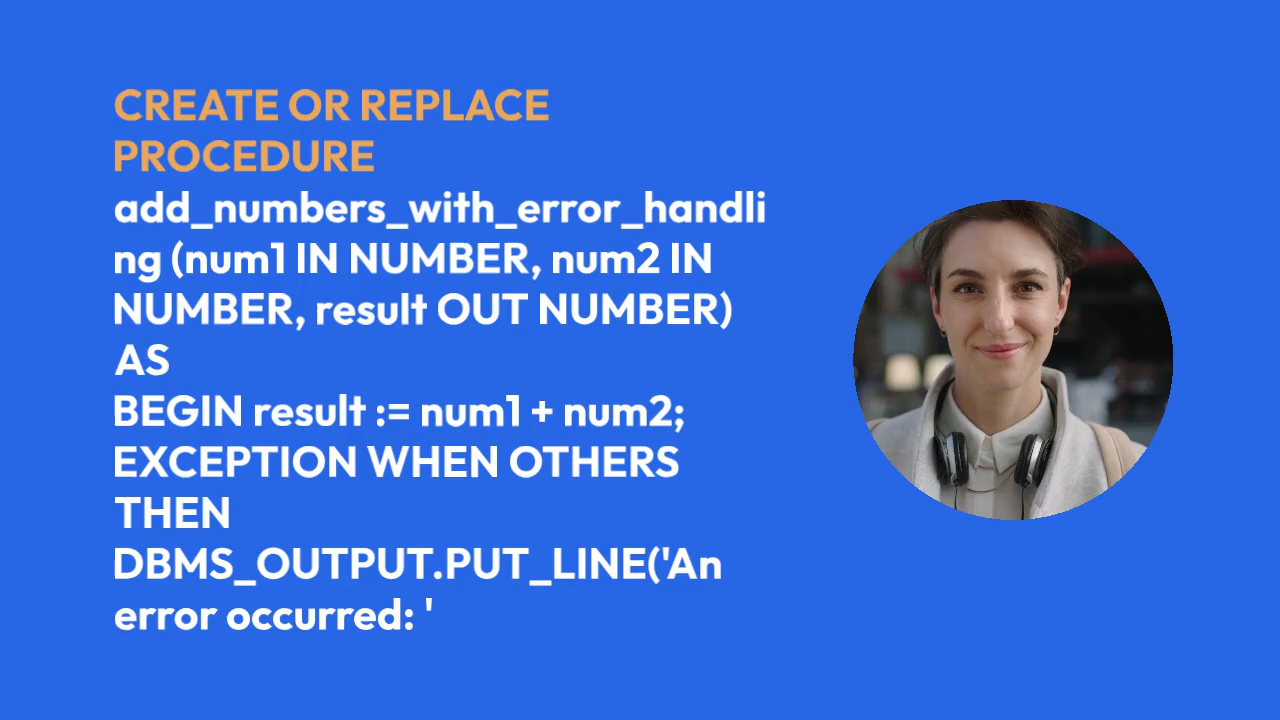 CREATE OR REPLACE
PROCEDURE
add_numbers_with_error_handli
ng (num1 IN NUMBER, num2 IN
NUMBER, result OUT NUMBER)
AS
BEGIN result := num1 + num2;
EXCEPTION WHEN OTHERS
THEN
DBMS_OUTPUT.PUT_LINE('An
error occurred: '